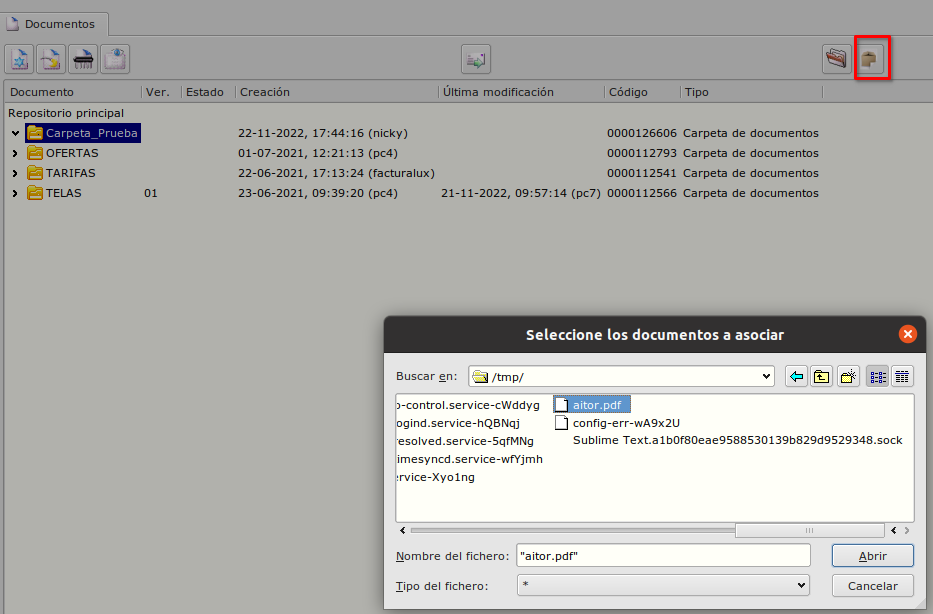 Documentos
Documento Ver. Estado Creación Última modificación Código Tipo
Repositorio principal
Carpeta_Prueba 22-11-2022, 17:44:16 (nicky) 0000126606 Carpeta de documentos
OFERTAS 01-07-2021, 12:21:13 (pc4) 0000112793 Carpeta de documentos
TARIFAS 22-06-2021, 17:13:24 (facturalux) 0000112541 Carpeta de documentos
TELAS 01 23-06-2021, 09:39:20 (pc4) 21-11-2022, 09:57:14 (pc7) 0000112566 Carpeta de documentos
Seleccione los documentos a asociar
Buscar en: /tmp/
o-control.service-cWddyg aitor.pdf
ogind.service-hQBNqj config-err-wA9x2U
resolved.service-5qfMNg Sublime Text.a1b0f80eae9588530139b829d9529348.sock
imesyncd.service-wfYjmh
ervice-Xyo1ng
Nombre del fichero: "aitor.pdf" Abrir
Tipo del fichero: * Cancelar